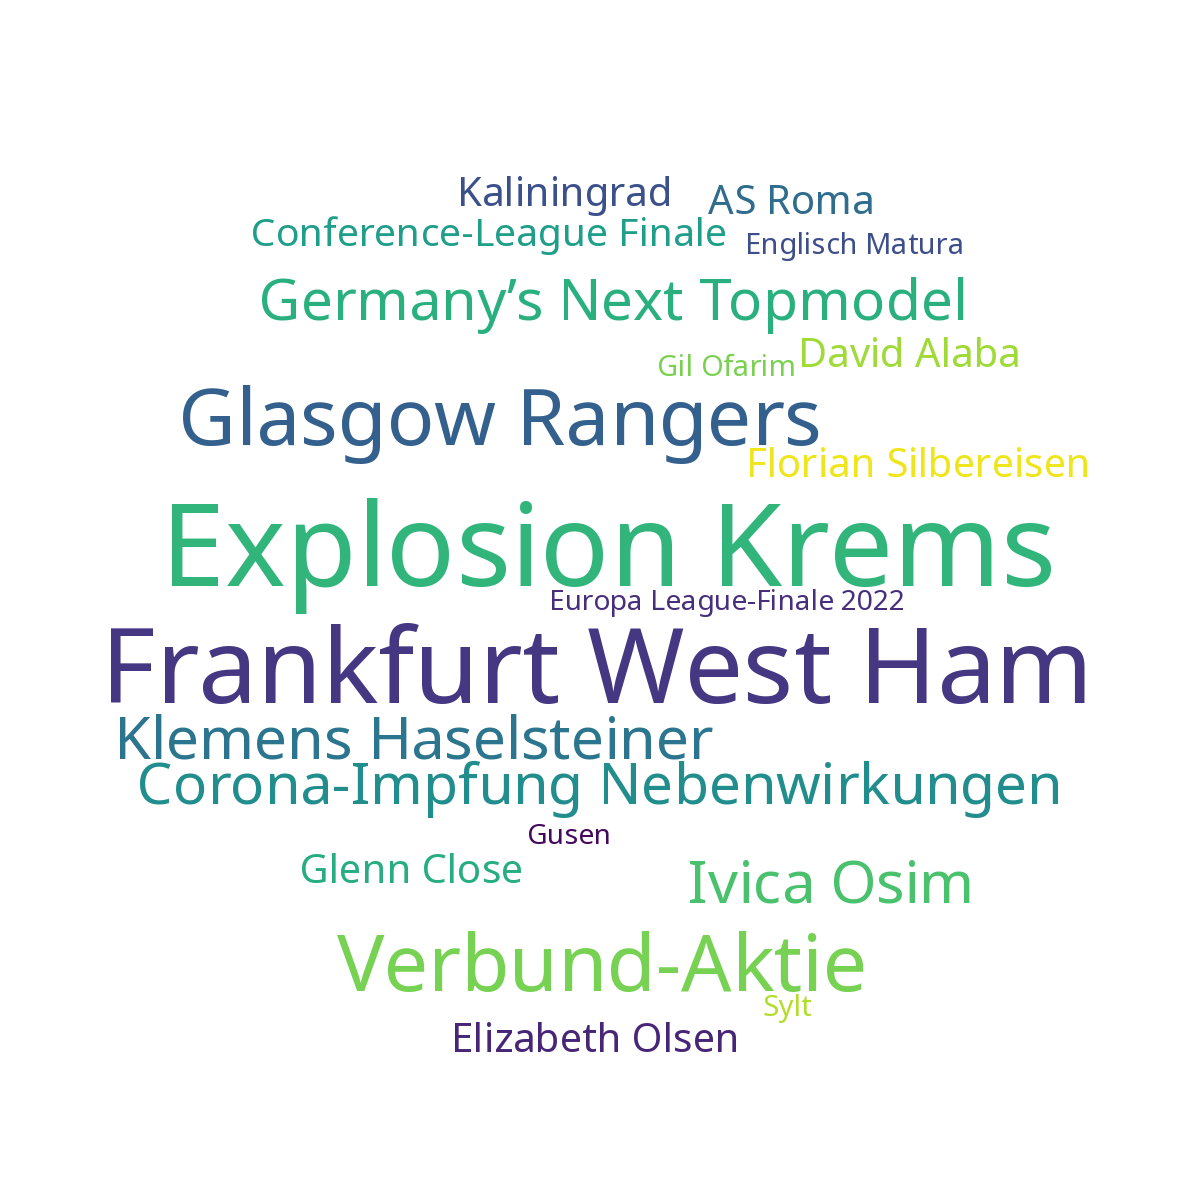 Kaliningrad
AS Roma
Conference-League Finale
Englisch Matura
Germany’s Next Topmodel
David Alaba
Gil Ofarim
Glasgow Rangers
Florian Silbereisen
Explosion Krems
Europa League-Finale 2022
Frankfurt West Ham
Klemens Haselsteiner
Corona-Impfung Nebenwirkungen
Gusen
Glenn Close
Ivica Osim
Verbund-Aktie
Sylt
Elizabeth Olsen